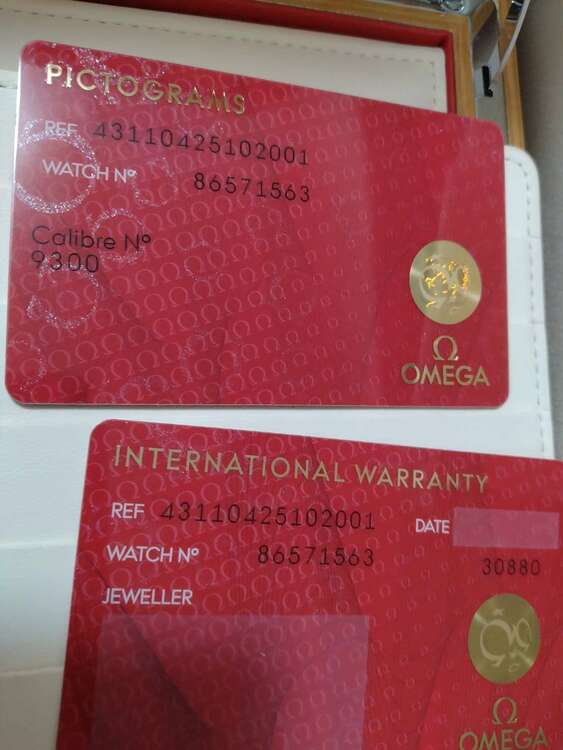 PICTOGRAMS
REF 43110425102001
WATCH Nº 86571563
Calibre Nº
9300
Ω
OMEGA
INTERNATIONAL WARRANTY
REF 43110425102001 DATE
WATCH Nº 86571563 30880
JEWELLER
Ω
OMEGA